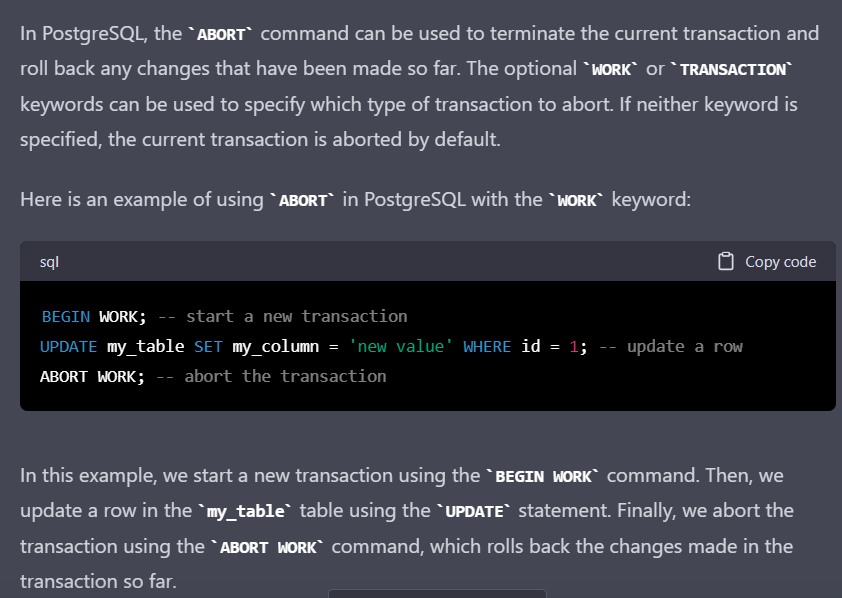 In PostgreSQL, the `ABORT` command can be used to terminate the current transaction and
roll back any changes that have been made so far. The optional `WORK` or `TRANSACTION`
keywords can be used to specify which type of transaction to abort. If neither keyword is
specified, the current transaction is aborted by default.
Here is an example of using `ABORT` in PostgreSQL with the `WORK` keyword:
sql Copy code
BEGIN WORK; -- start a new transaction
UPDATE my_table SET my_column = 'new value' WHERE id = 1; -- update a row
ABORT WORK; -- abort the transaction
In this example, we start a new transaction using the `BEGIN WORK` command. Then, we
update a row in the `my_table` table using the `UPDATE` statement. Finally, we abort the
transaction using the `ABORT WORK` command, which rolls back the changes made in the
transaction so far.